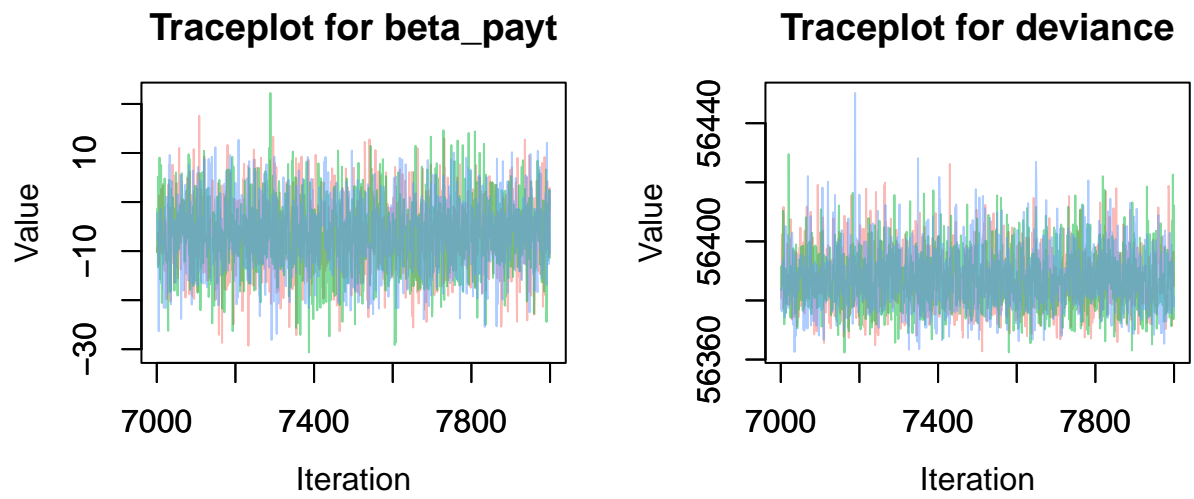 Traceplot for beta_payt
Value
10
−10
−30
7000 7400 7800
Iteration
Traceplot for deviance
Value
56440
56400
56360
7000 7400 7800
Iteration